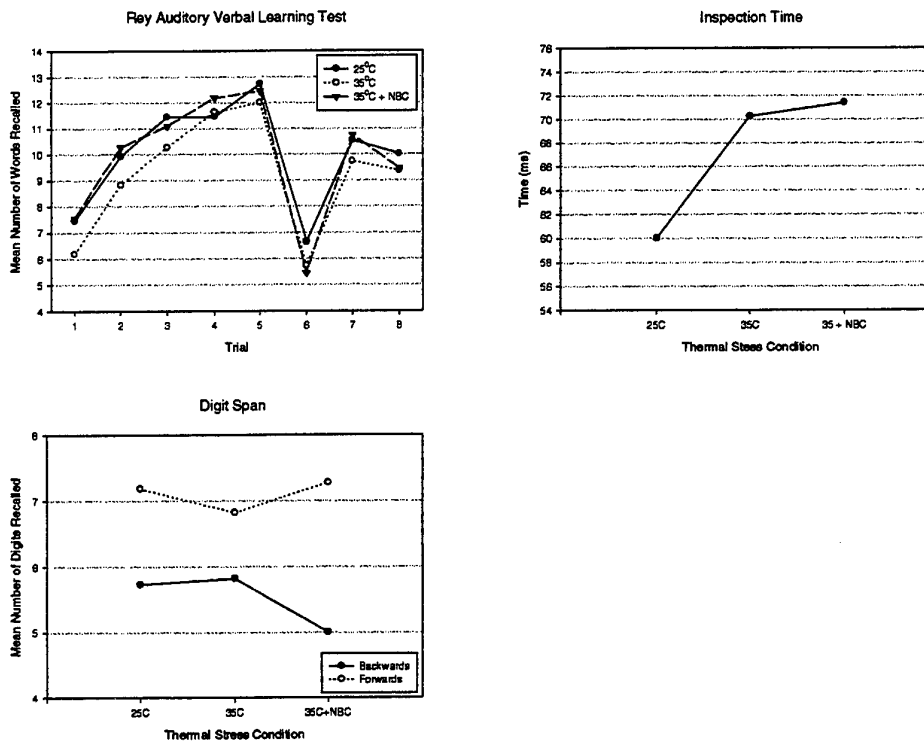 Rey Auditory Verbal Learning Test
Mean Number of Words Recalled
14
13
12
11
10
9
8
7
6
5
4
25°C
35°C
35°C + NBC
1 2 3 4 5 6 7 8
Trial
Inspection Time
Time (ms)
76
74
72
70
68
66
64
62
60
58
56
54
25C 35C 35 + NBC
Thermal Stess Condition
Digit Span
Mean Number of Digits Recalled
8
7
6
5
4
Backwards
Forwards
25C 35C 35C+NBC
Thermal Stress Condition